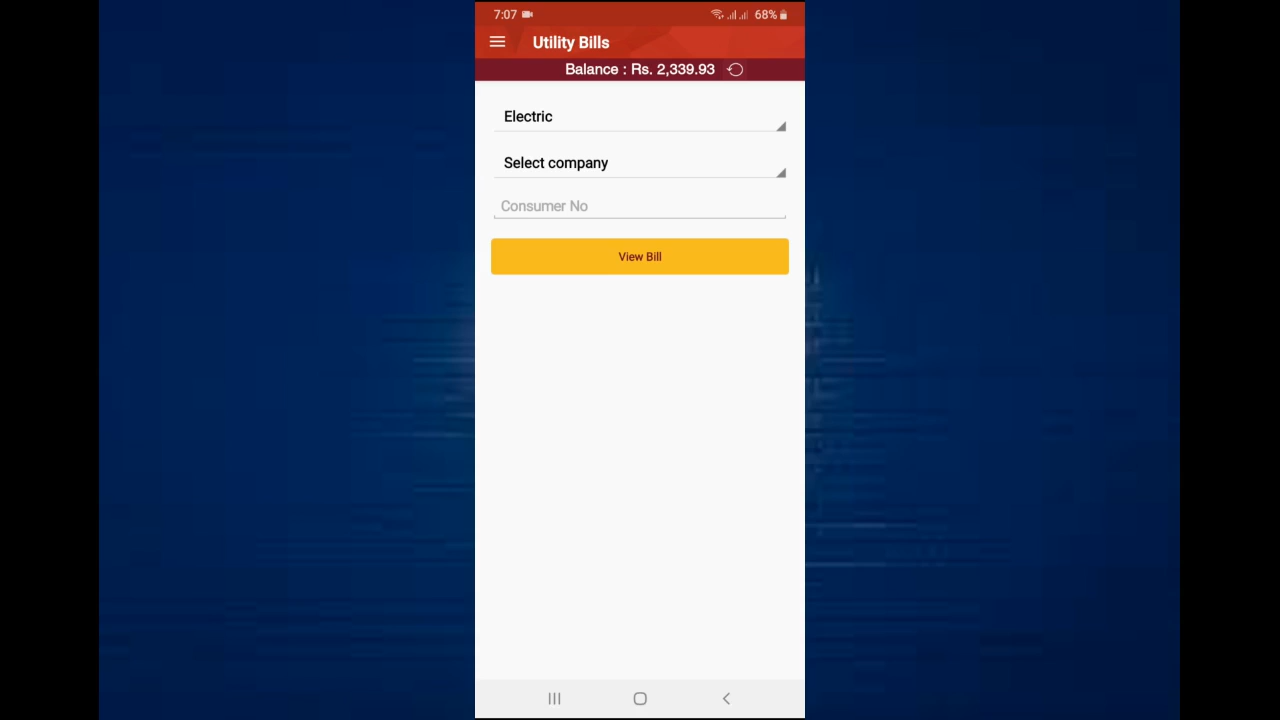 7:07 68%
Utility Bills
Balance : Rs. 2,339.93
Electric
Select company
Consumer No
View Bill